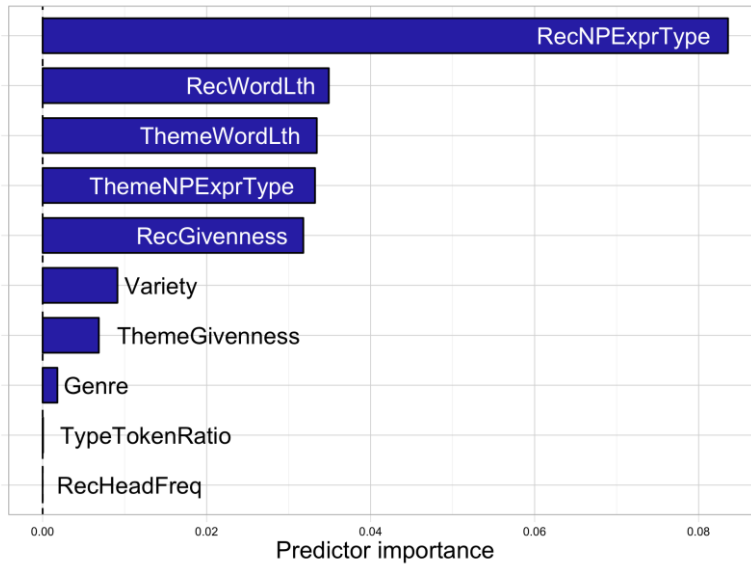 RecNPExprType
RecWordLth
ThemeWordLth
ThemeNPExprType
RecGivenness
Variety
ThemeGivenness
Genre
TypeTokenRatio
RecHeadFreq
0.00 0.02 0.04 0.06 0.08
Predictor importance